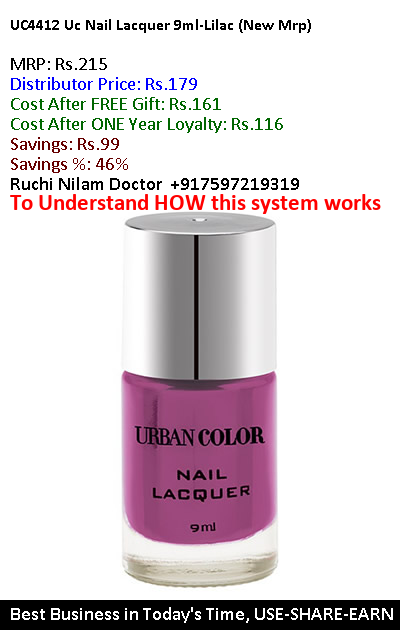 UC4412 Uc Nail Lacquer 9ml-Lilac (New Mrp)
MRP: Rs.215
Distributor Price: Rs.179
Cost After FREE Gift: Rs.161
Cost After ONE Year Loyalty: Rs.116
Savings: Rs.99
Savings %: 46%
Ruchi Nilam Doctor +917597219319
To Understand HOW this system works
URBAN COLOR
NAIL
LACQUER
9ml
Best Business in Today's Time, USE-SHARE-EARN